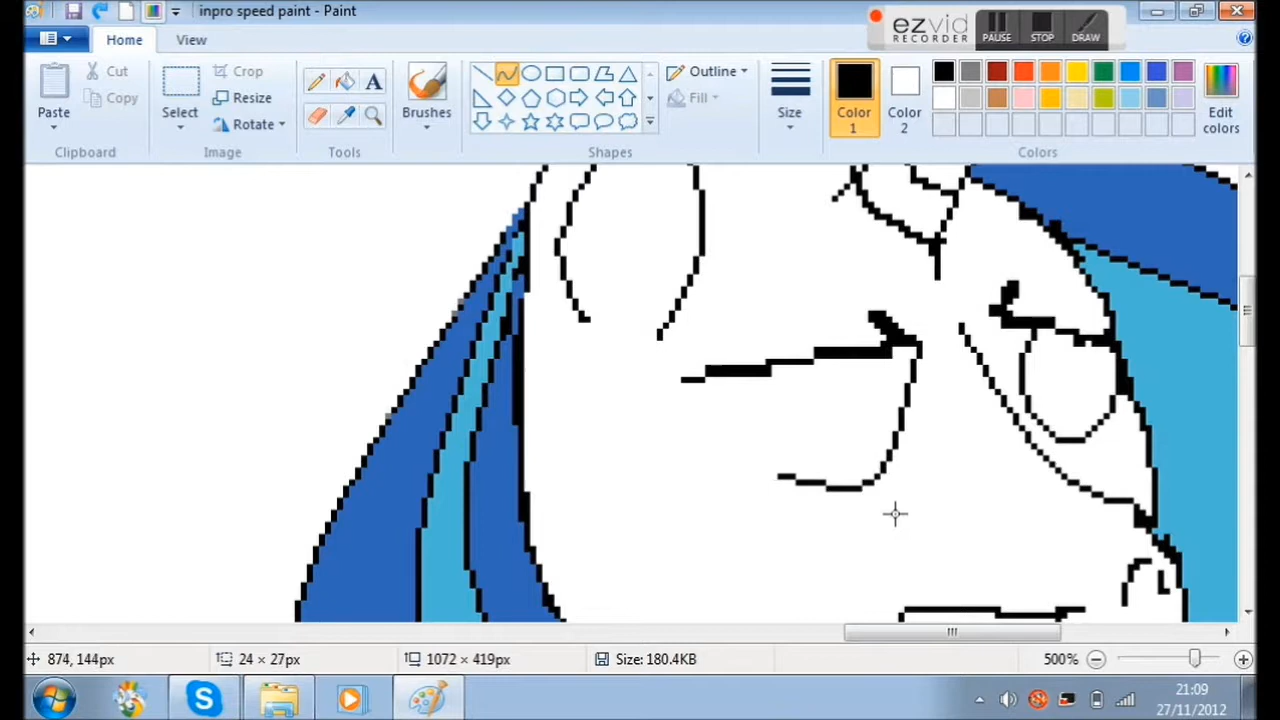 inpro speed paint - Paint
ezvid
RECORDER
PAUSE
STOP
DRAW
Home
View
Paste
Cut
Copy
Clipboard
Select
Crop
Resize
Rotate
Image
A
Tools
Brushes
Outline
Fill
Shapes
Size
Color
1
Color
2
Edit
colors
Colors
874, 144px
24 × 27px
1072 × 419px
Size: 180.4KB
500%
21:09
27/11/2012